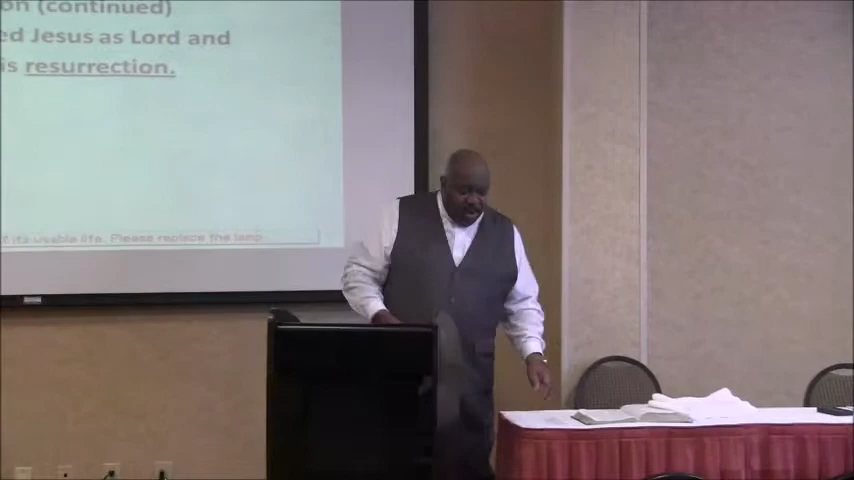 on (continued)
ed Jesus as Lord and
is resurrection.
f its usable life. Please replace the lamp